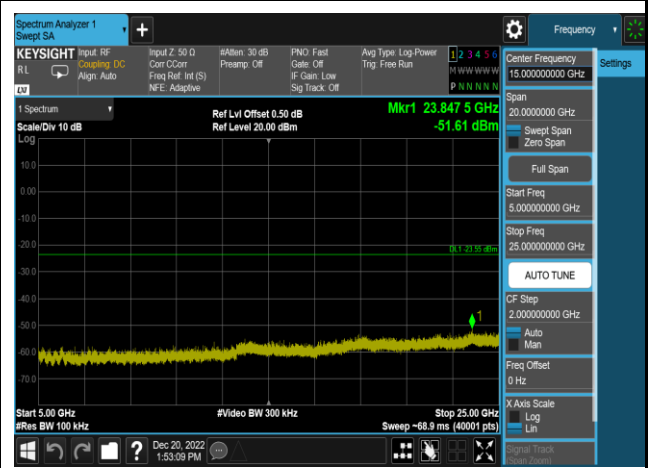 Spectrum Analyzer 1
Swept SA
+
Frequency
KEYSIGHT
RL
LXI
Input: RF
Coupling: DC
Align: Auto
Input Z: 50 Ω
Corr CCorr
Freq Ref: Int (S)
NFE: Adaptive
#Atten: 30 dB
Preamp: Off
PNO: Fast
Gate: Off
IF Gain: Low
Sig Track: Off
Avg Type: Log-Power
Trig: Free Run
1 2 3 4 5 6
M W W W W W
P N N N N N
1 Spectrum
Scale/Div 10 dB
Log
Ref Lvl Offset 0.50 dB
Ref Level 20.00 dBm
Mkr1 23.847 5 GHz
-51.61 dBm
10.0
0.00
-10.0
-20.0
DL1 -23.55 dBm
-30.0
-40.0
1
-50.0
-60.0
-70.0
Start 5.00 GHz
#Res BW 100 kHz
#Video BW 300 kHz
Stop 25.00 GHz
Sweep ~68.9 ms (40001 pts)
?
Dec 20, 2022
1:53:09 PM
Center Frequency
15.000000000 GHz
Settings
Span
20.0000000 GHz
Swept Span
Zero Span
Full Span
Start Freq
5.000000000 GHz
Stop Freq
25.000000000 GHz
AUTO TUNE
CF Step
2.000000000 GHz
Auto
Man
Freq Offset
0 Hz
X Axis Scale
Log
Lin
Signal Track
(Span Zoom)